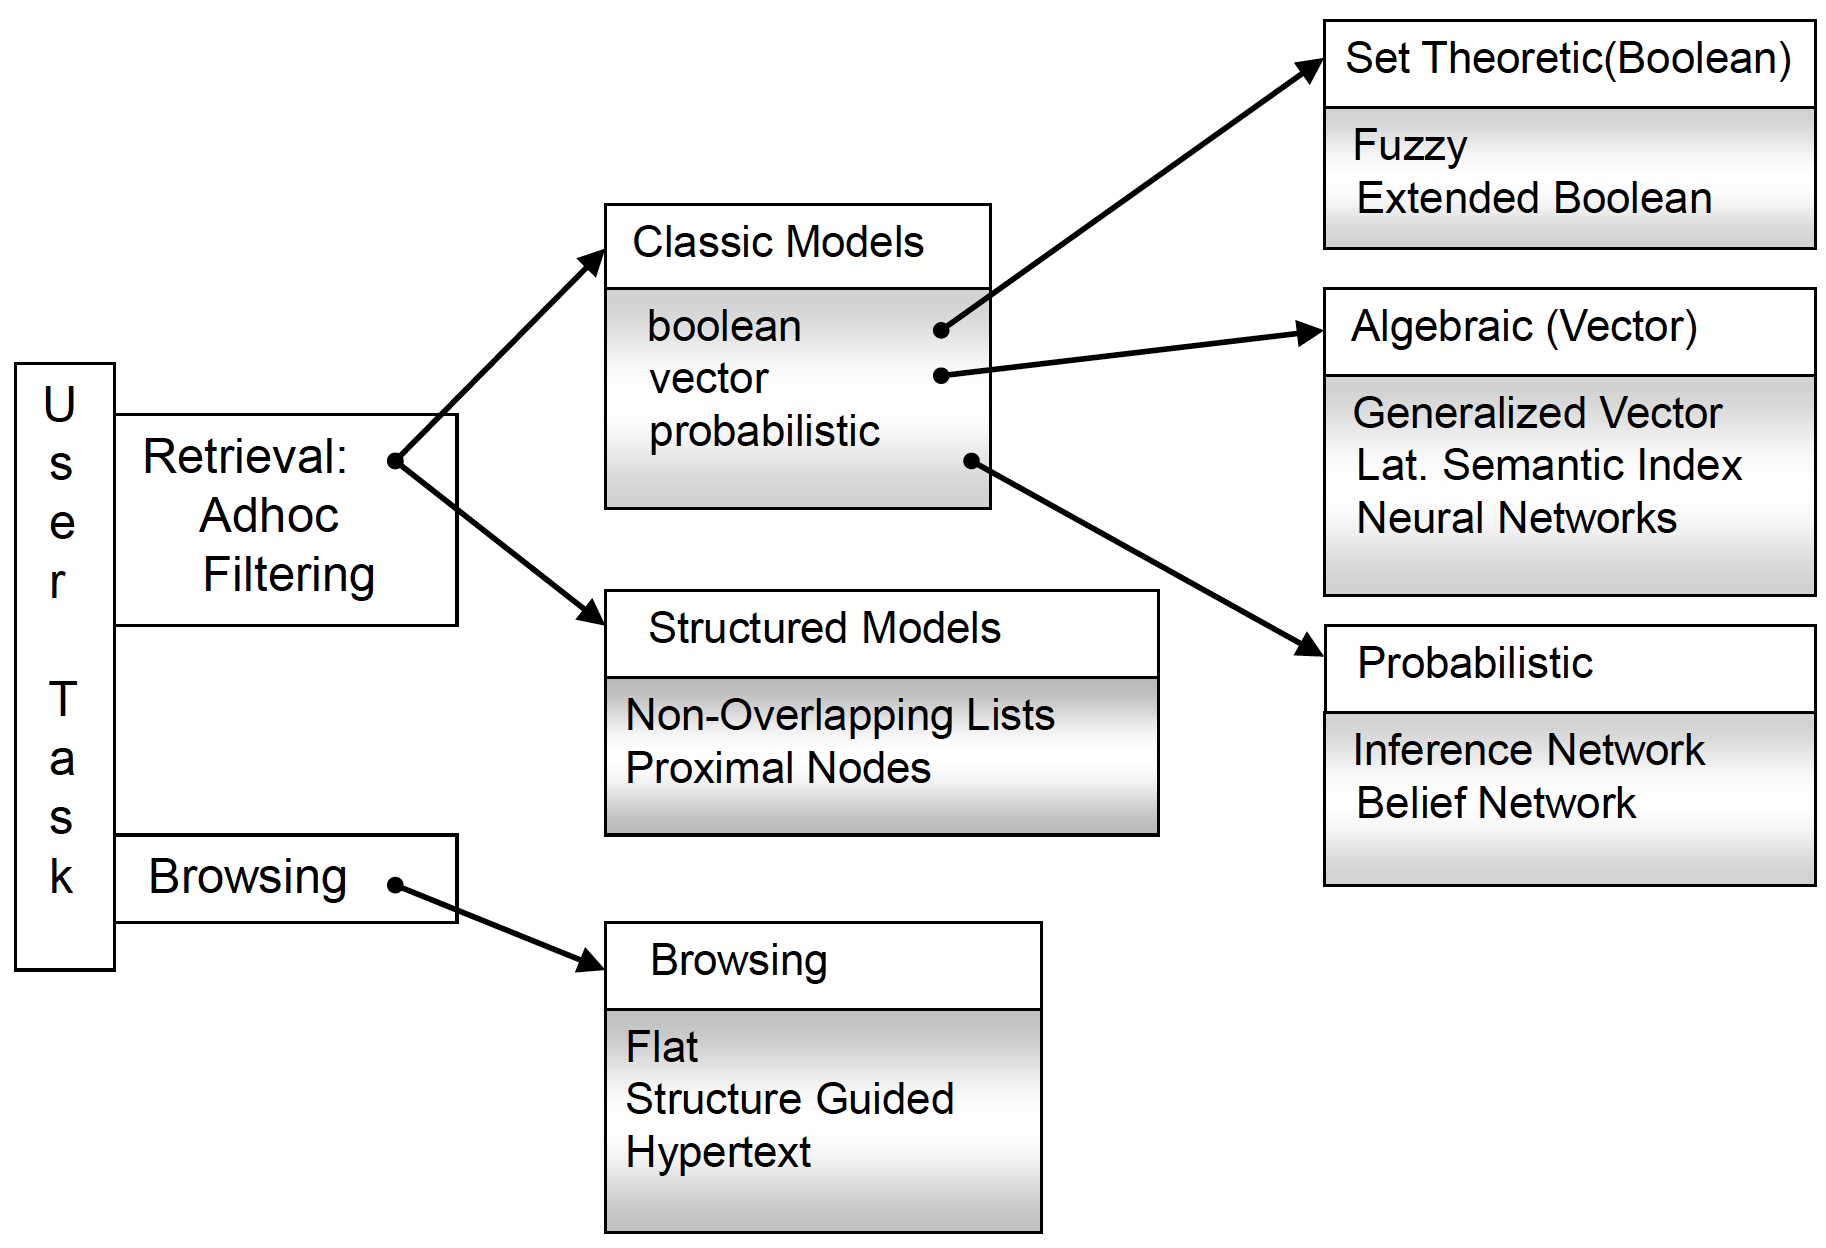 User Task
Retrieval:
Adhoc
Filtering
Browsing
Classic Models
boolean
vector
probabilistic
Structured Models
Non-Overlapping Lists
Proximal Nodes
Browsing
Flat
Structure Guided
Hypertext
Set Theoretic(Boolean)
Fuzzy
Extended Boolean
Algebraic (Vector)
Generalized Vector
Lat. Semantic Index
Neural Networks
Probabilistic
Inference Network
Belief Network